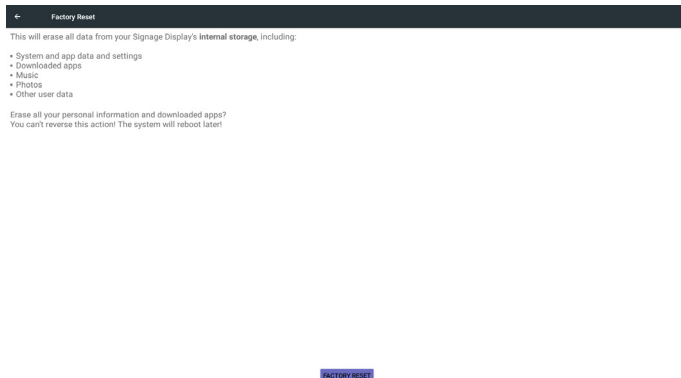 ← Factory Reset
This will erase all data from your Signage Display's internal storage, including:
• System and app data and settings
• Downloaded apps
• Music
• Photos
• Other user data
Erase all your personal information and downloaded apps?
You can't reverse this action! The system will reboot later!
FACTORY RESET